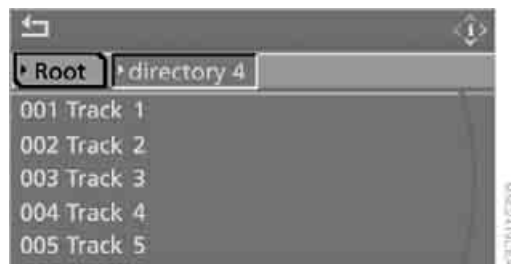 Root directory 4
001 Track 1
002 Track 2
003 Track 3
004 Track 4
005 Track 5